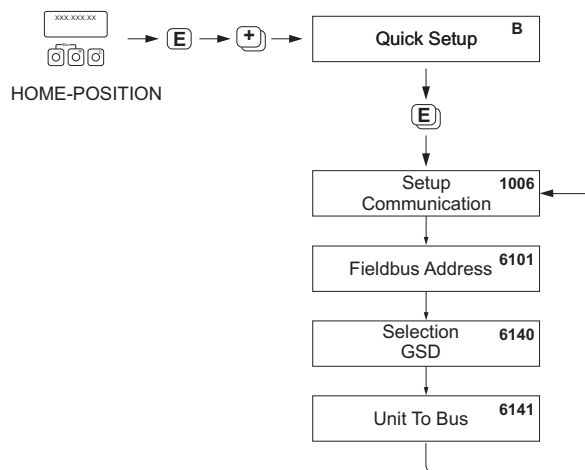 xxx.xxx.xx
Esc
E
+
Quick Setup
B
HOME-POSITION
E
Setup
Communication
1006
Fieldbus Address
6101
Selection
GSD
6140
Unit To Bus
6141